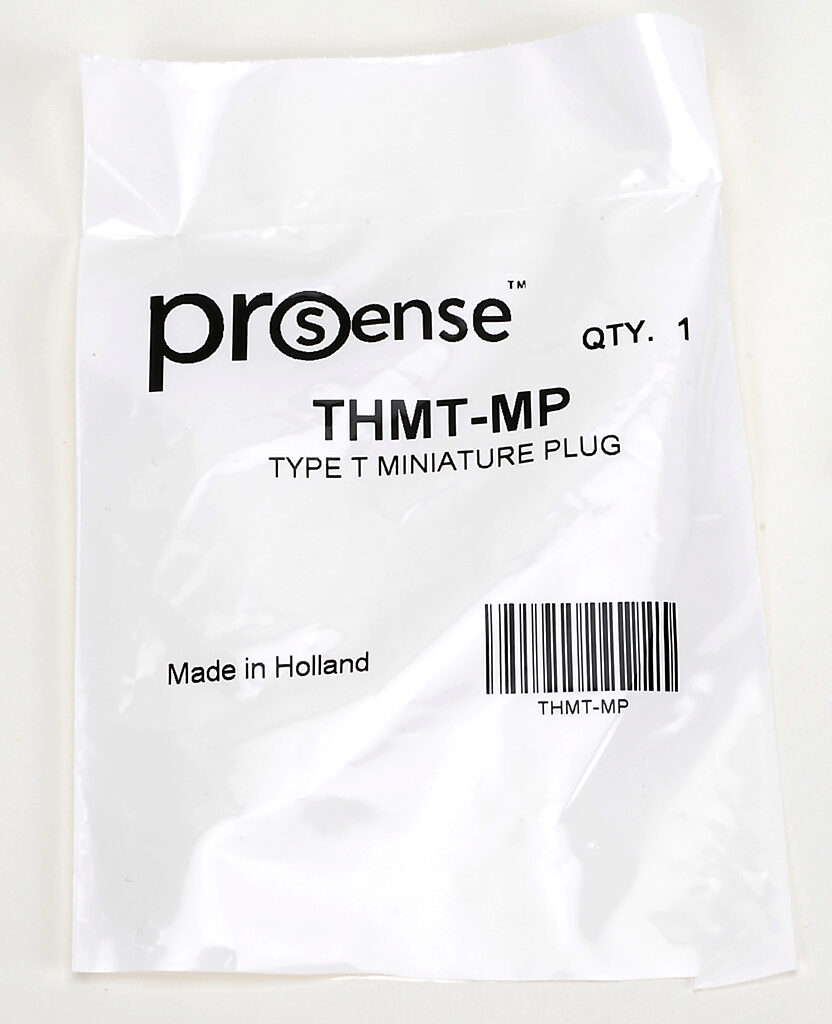 prosense™
QTY. 1
THMT-MP
TYPE T MINIATURE PLUG
Made in Holland
THMT-MP